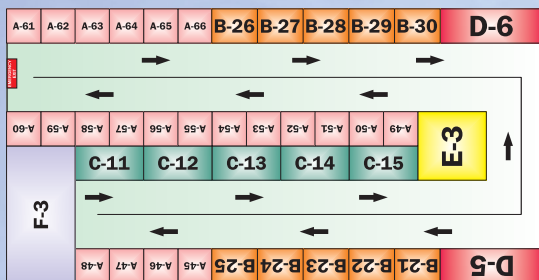 A-61 A-62 A-63 A-64 A-65 A-66 B-26 B-27 B-28 B-29 B-30 D-6
EMERGENCY EXIT
A-60 A-59 A-58 A-57 A-56 A-55 A-54 A-53 A-52 A-51 A-50 A-49 E-3
C-11 C-12 C-13 C-14 C-15
F-3
A-48 A-47 A-46 A-45 B-25 B-24 B-23 B-22 B-21 D-5